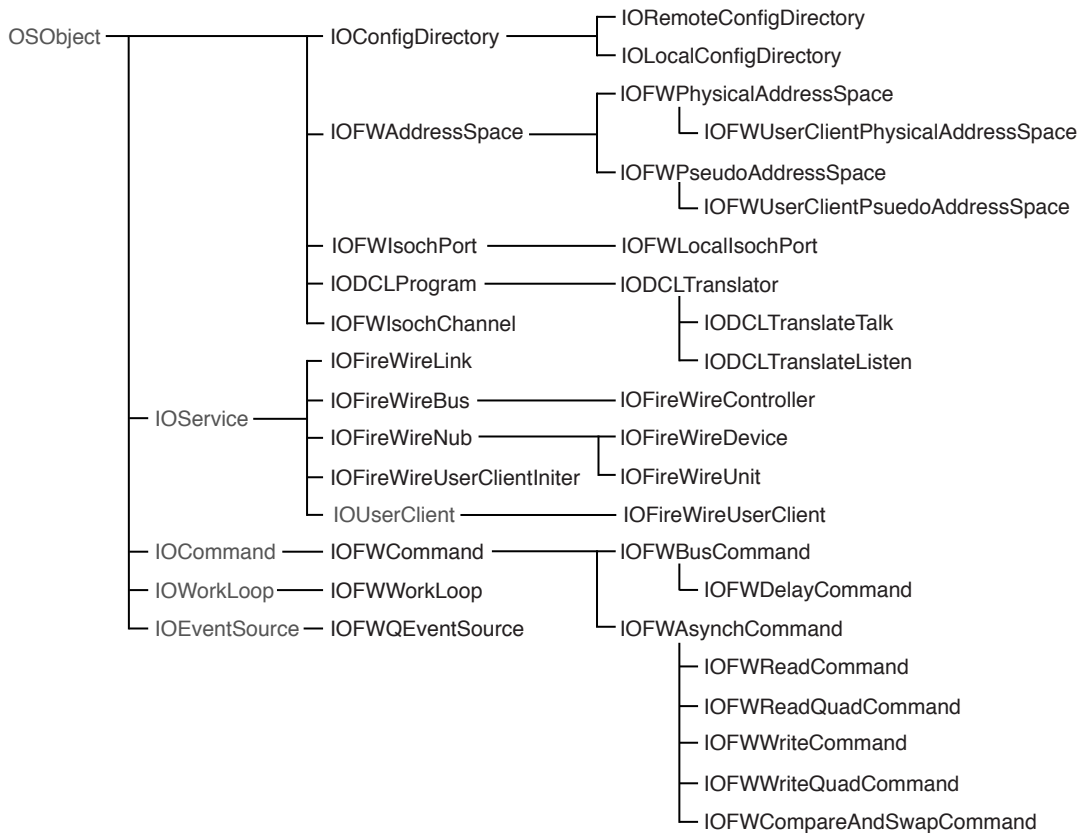 OSObject
IOConfigDirectory
IORemoteConfigDirectory
IOLocalConfigDirectory
IOFWAddressSpace
IOFWPhysicalAddressSpace
IOFWUserClientPhysicalAddressSpace
IOFWPseudoAddressSpace
IOFWUserClientPsuedoAddressSpace
IOFWIsochPort
IOFWLocalIsochPort
IODCLProgram
IODCLTranslator
IOFWIsochChannel
IODCLTranslateTalk
IODCLTranslateListen
IOService
IOFireWireLink
IOFireWireBus
IOFireWireController
IOFireWireNub
IOFireWireDevice
IOFireWireUnit
IOFireWireUserClientIniter
IOUserClient
IOFireWireUserClient
IOCommand
IOFWCommand
IOFWBusCommand
IOFWDelayCommand
IOWorkLoop
IOFWWorkLoop
IOEventSource
IOFWQEventSource
IOFWAsynchCommand
IOFWReadCommand
IOFWReadQuadCommand
IOFWWriteCommand
IOFWWriteQuadCommand
IOFWCompareAndSwapCommand